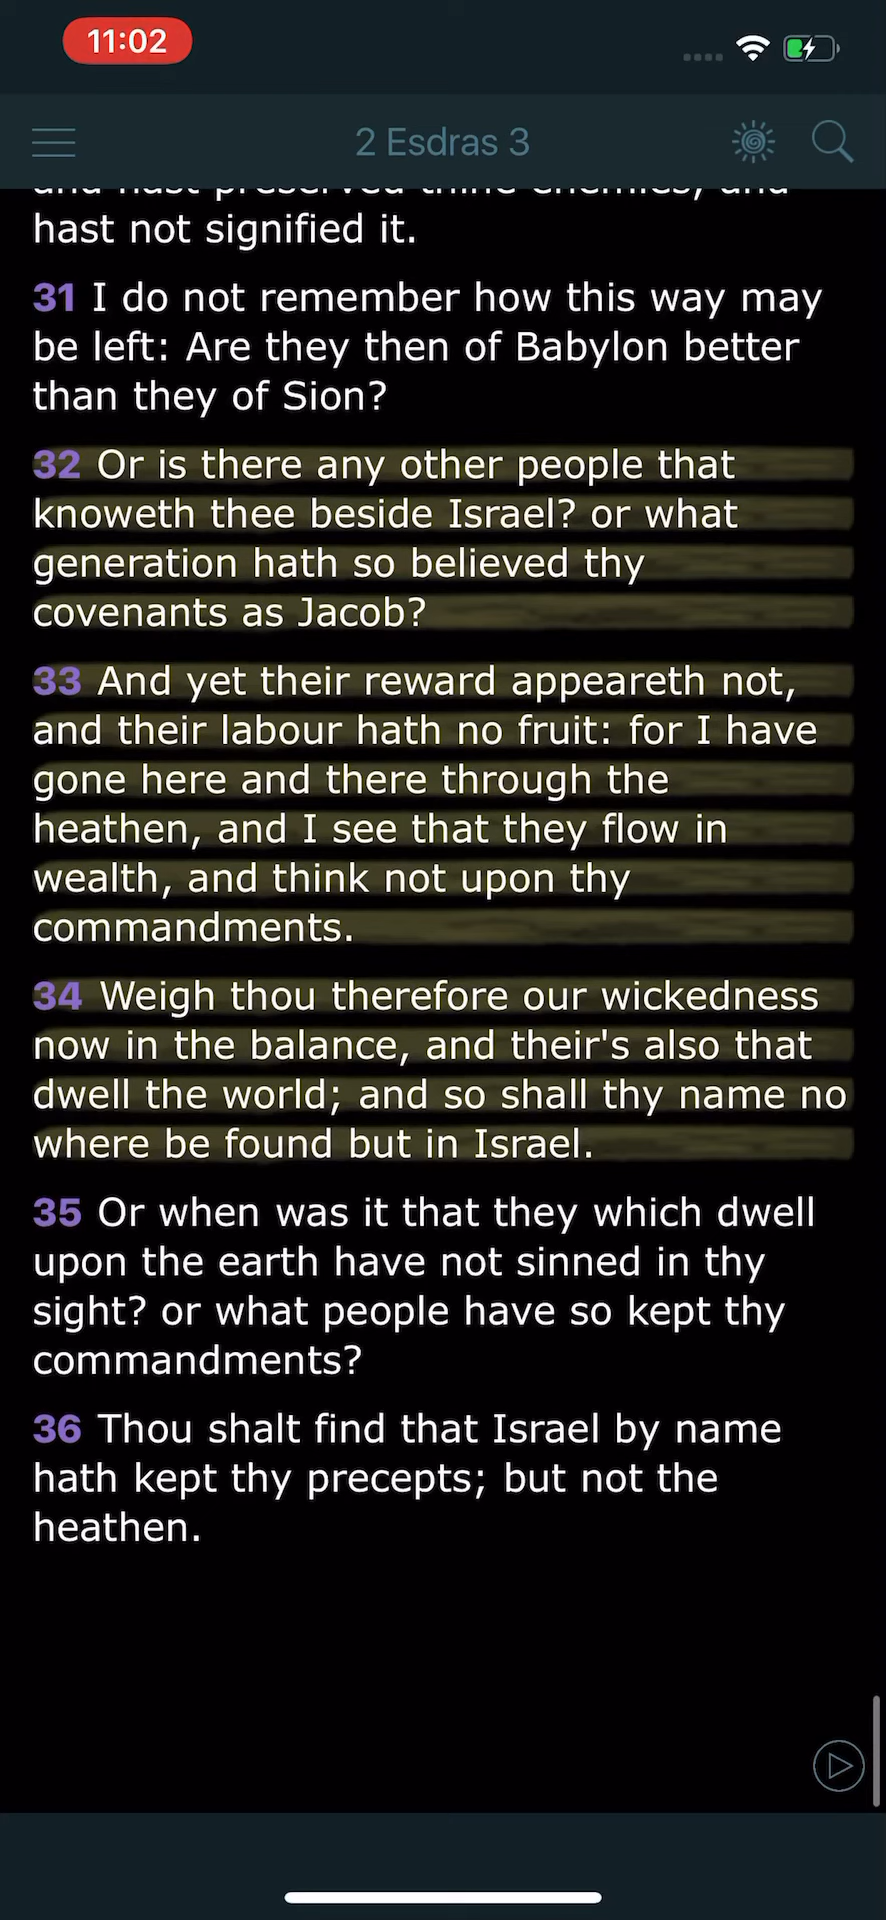 11:02
2 Esdras 3
and hast preserved thine enemies, and
hast not signified it.
31 I do not remember how this way may
be left: Are they then of Babylon better
than they of Sion?
32 Or is there any other people that
knoweth thee beside Israel? or what
generation hath so believed thy
covenants as Jacob?
33 And yet their reward appeareth not,
and their labour hath no fruit: for I have
gone here and there through the
heathen, and I see that they flow in
wealth, and think not upon thy
commandments.
34 Weigh thou therefore our wickedness
now in the balance, and their's also that
dwell the world; and so shall thy name no
where be found but in Israel.
35 Or when was it that they which dwell
upon the earth have not sinned in thy
sight? or what people have so kept thy
commandments?
36 Thou shalt find that Israel by name
hath kept thy precepts; but not the
heathen.